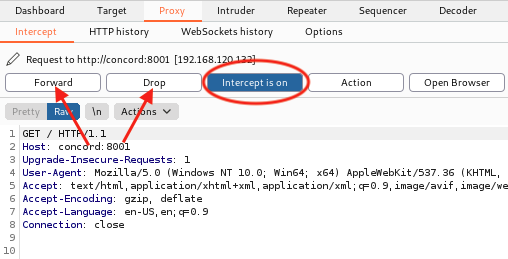 Dashboard Target Proxy Intruder Repeater Sequencer Decoder
Intercept HTTP history WebSockets history Options
Request to http://concord:8001 [192.168.120.132]
Forward Drop Intercept is on Action Open Browser
Pretty Raw \n Actions
1 GET / HTTP/1.1
2 Host: concord:8001
3 Upgrade-Insecure-Requests: 1
4 User-Agent: Mozilla/5.0 (Windows NT 10.0; Win64; x64) AppleWebKit/537.36 (KHTML,
5 Accept: text/html,application/xhtml+xml,application/xml;q=0.9,image/avif,image/we
6 Accept-Encoding: gzip, deflate
7 Accept-Language: en-US,en;q=0.9
8 Connection: close
9
10